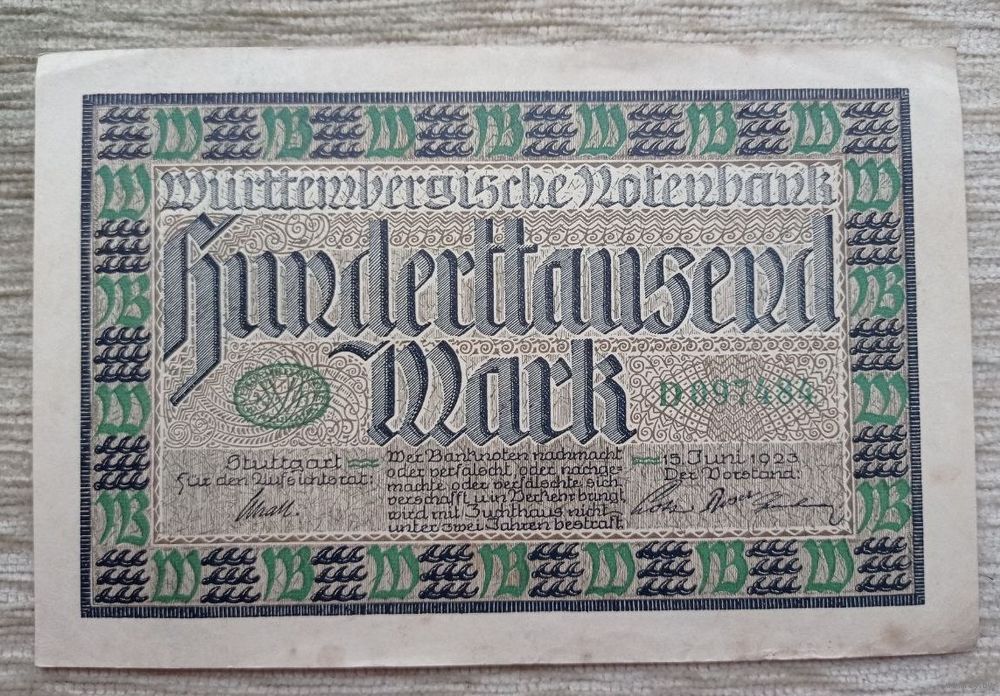 W N W N W N W
Württembergische Notenbank
Hunderttausend
Mark
D 097484
Stuttgart
für den Aufsichtsrat:
Wer Banknoten nachmacht
oder verfälscht, oder nachge-
machte oder verfälschte sich
verschafft u. in Verkehr bringt,
wird mit Zuchthaus nicht
unter zwei Jahren bestraft.
15. Juni 1923
Der Vorstand: